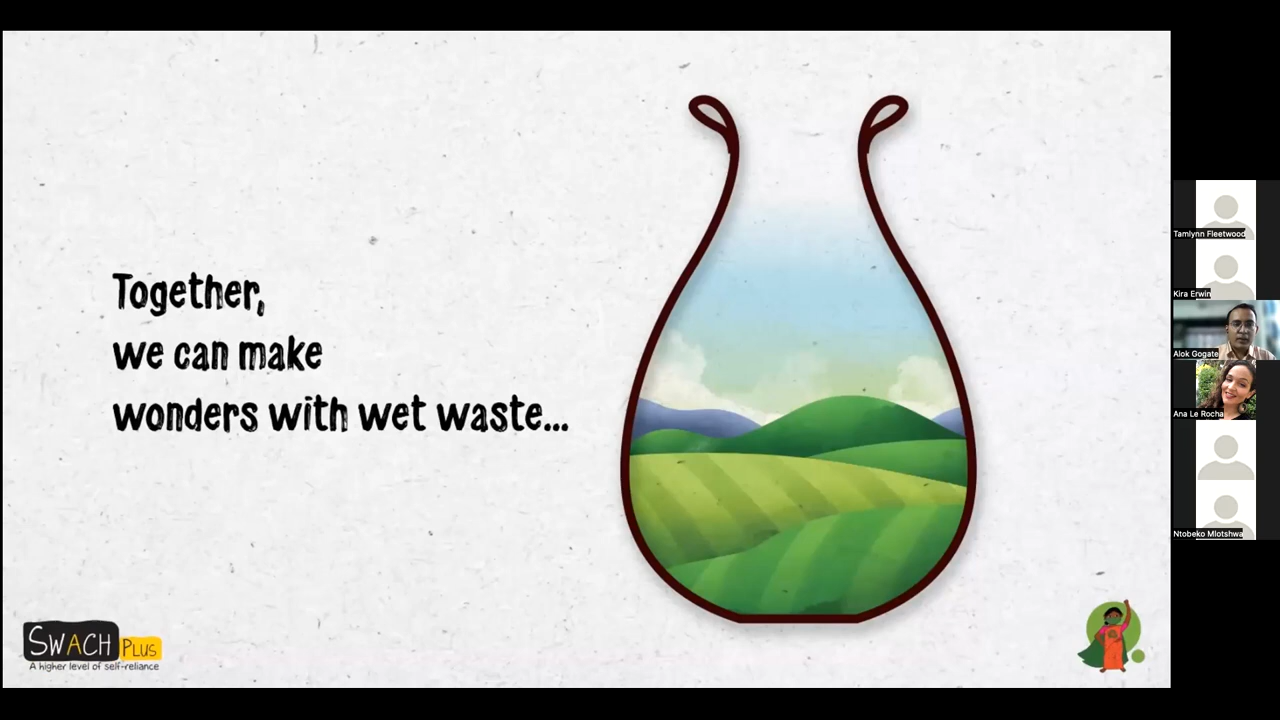 Together,
we can make
wonders with wet waste...
SWACH PLUS
A higher level of self-reliance
Tamlynn Fleetwood
Kira Erwin
Alok Gogate
Ana Le Rocha
Ntobeko Mlotshwa